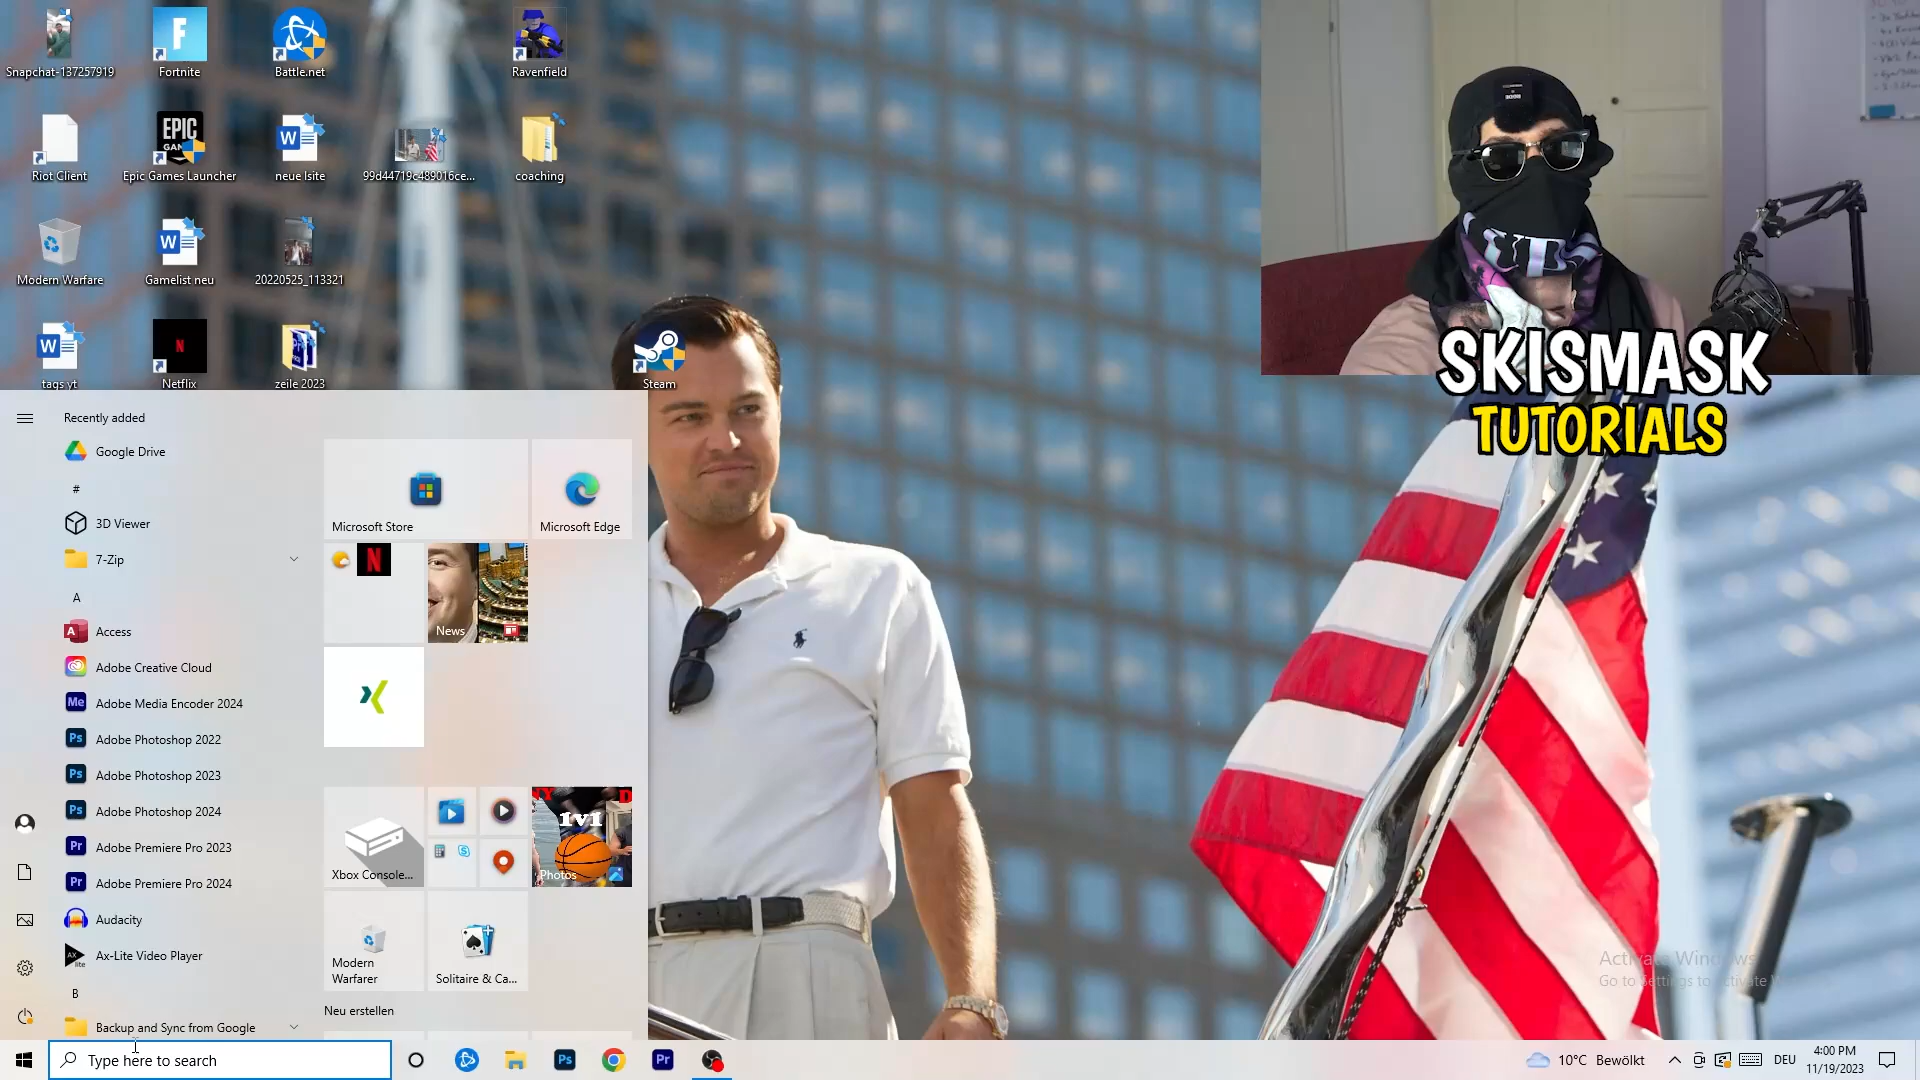 Snapchat-137257919
Fortnite
Battle.net
Ravenfield
Riot Client
EPIC
Epic Games Launcher
neue lsite
99d44719c489016ce...
coaching
Modern Warfare
Gamelist neu
20220525_113321
tags yt
Netflix
zeile 2023
Steam
SKISMASK
TUTORIALS
Recently added
Google Drive
#
3D Viewer
7-Zip
A
Access
Adobe Creative Cloud
Adobe Media Encoder 2024
Adobe Photoshop 2022
Adobe Photoshop 2023
Adobe Photoshop 2024
Adobe Premiere Pro 2023
Adobe Premiere Pro 2024
Audacity
Ax-Lite Video Player
B
Backup and Sync from Google
Microsoft Store
Microsoft Edge
News
Xbox Console...
1v1
Photos
Modern
Warfarer
Solitaire & Ca...
Neu erstellen
Type here to search
10°C Bewölkt
DEU
4:00 PM
11/19/2023